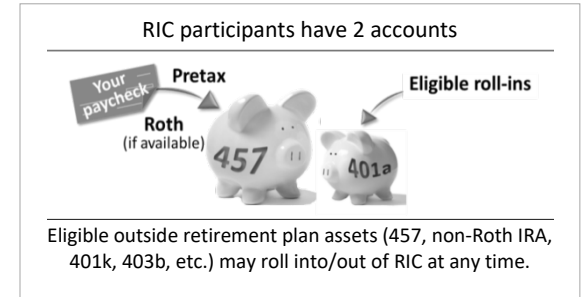 RIC participants have 2 accounts
Your
paycheck
Pretax
Roth
(if available)
457
Eligible roll-ins
401a
Eligible outside retirement plan assets (457, non-Roth IRA,
401k, 403b, etc.) may roll into/out of RIC at any time.